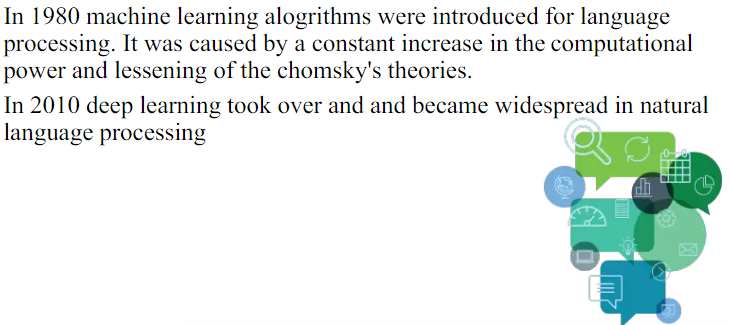 In 1980 machine learning alogrithms were introduced for language
processing. It was caused by a constant increase in the computational
power and lessening of the chomsky's theories.
In 2010 deep learning took over and and became widespread in natural
language processing